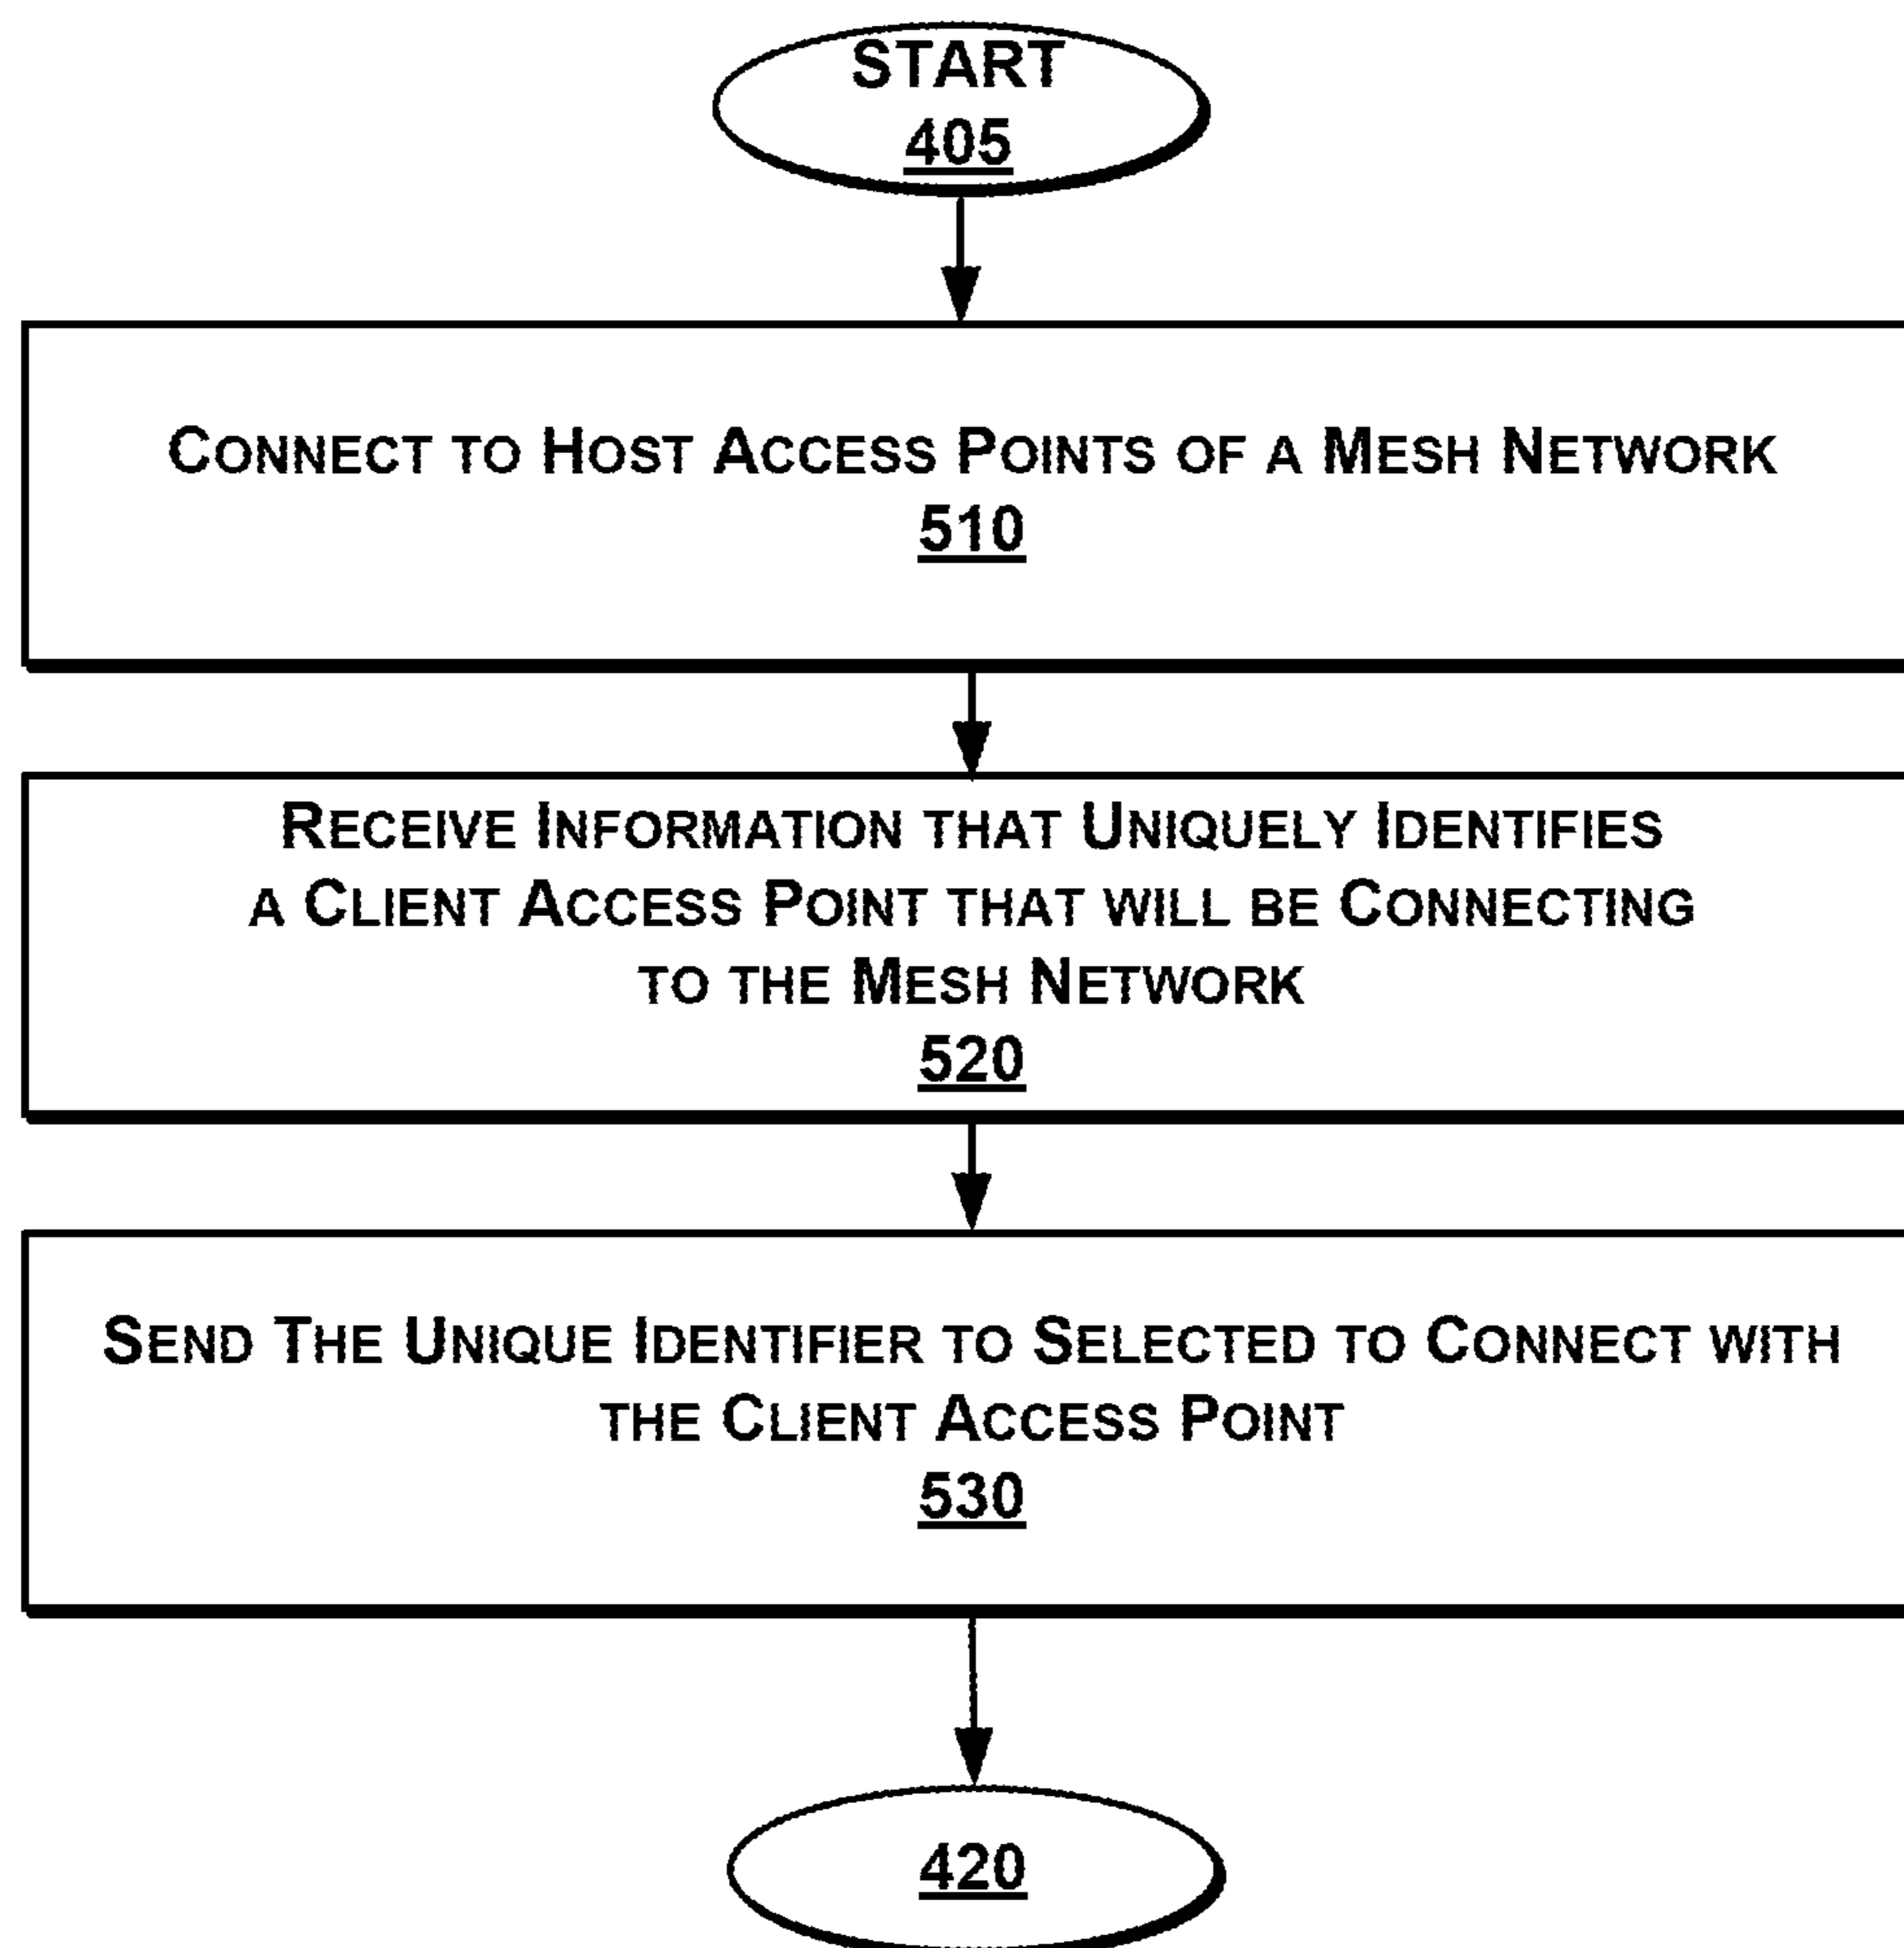 START
405
CONNECT TO HOST ACCESS POINTS OF A MESH NETWORK
510
RECEIVE INFORMATION THAT UNIQUELY IDENTIFIES
A CLIENT ACCESS POINT THAT WILL BE CONNECTING
TO THE MESH NETWORK
520
SEND THE UNIQUE IDENTIFIER TO SELECTED TO CONNECT WITH
THE CLIENT ACCESS POINT
530
420